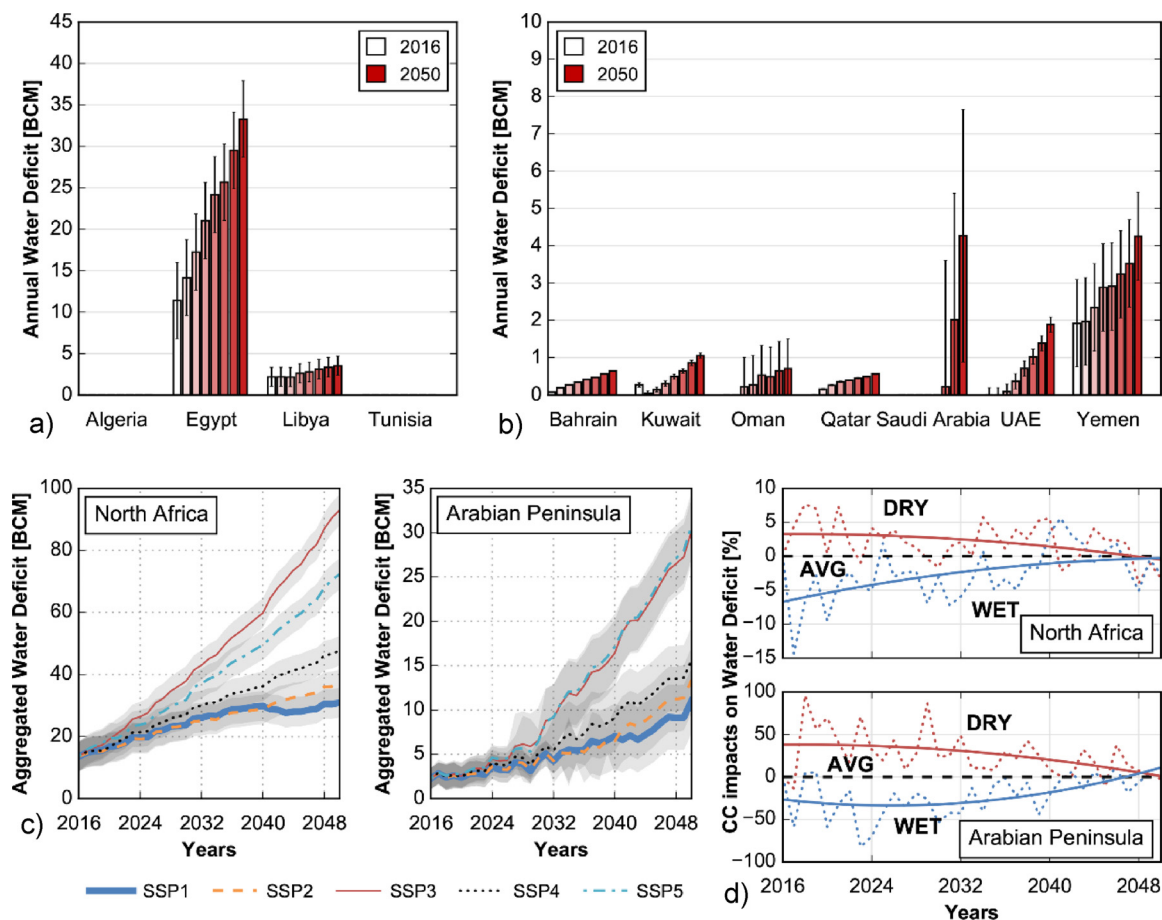 45
40
35
30
25
20
15
10
5
0
Annual Water Deficit [BCM]
2016
2050
Algeria Egypt Libya Tunisia
a)
10
9
8
7
6
5
4
3
2
1
0
Annual Water Deficit [BCM]
2016
2050
Bahrain Kuwait Oman Qatar Saudi Arabia UAE Yemen
b)
100
80
60
40
20
0
Aggregated Water Deficit [BCM]
North Africa
2016 2024 2032 2040 2048
Years
c)
35
30
25
20
15
10
5
0
Aggregated Water Deficit [BCM]
Arabian Peninsula
2016 2024 2032 2040 2048
Years
SSP1 SSP2 SSP3 SSP4 SSP5
CC impacts on Water Deficit [%]
10
5
0
−5
−10
−15
DRY
AVG
WET
North Africa
100
50
0
−50
−100
DRY
AVG
WET
Arabian Peninsula
d)
2016 2024 2032 2040 2048
Years